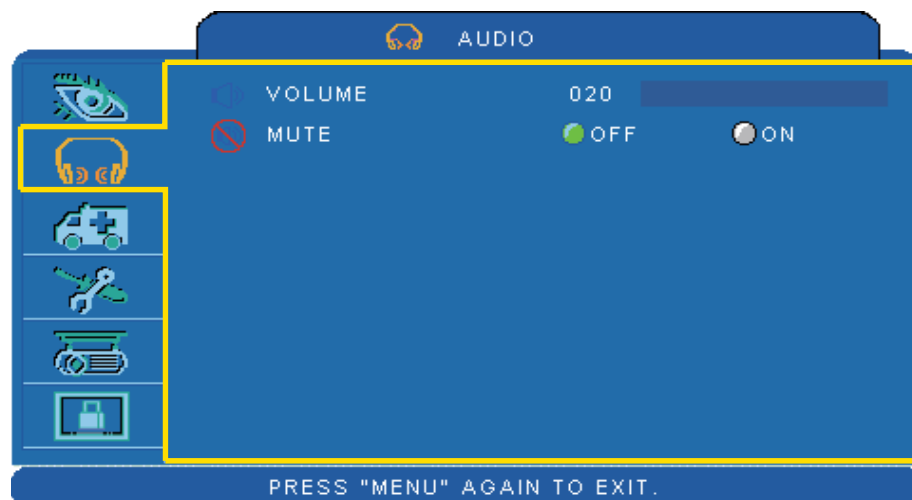 AUDIO
VOLUME 020
MUTE OFF ON
PRESS "MENU" AGAIN TO EXIT.